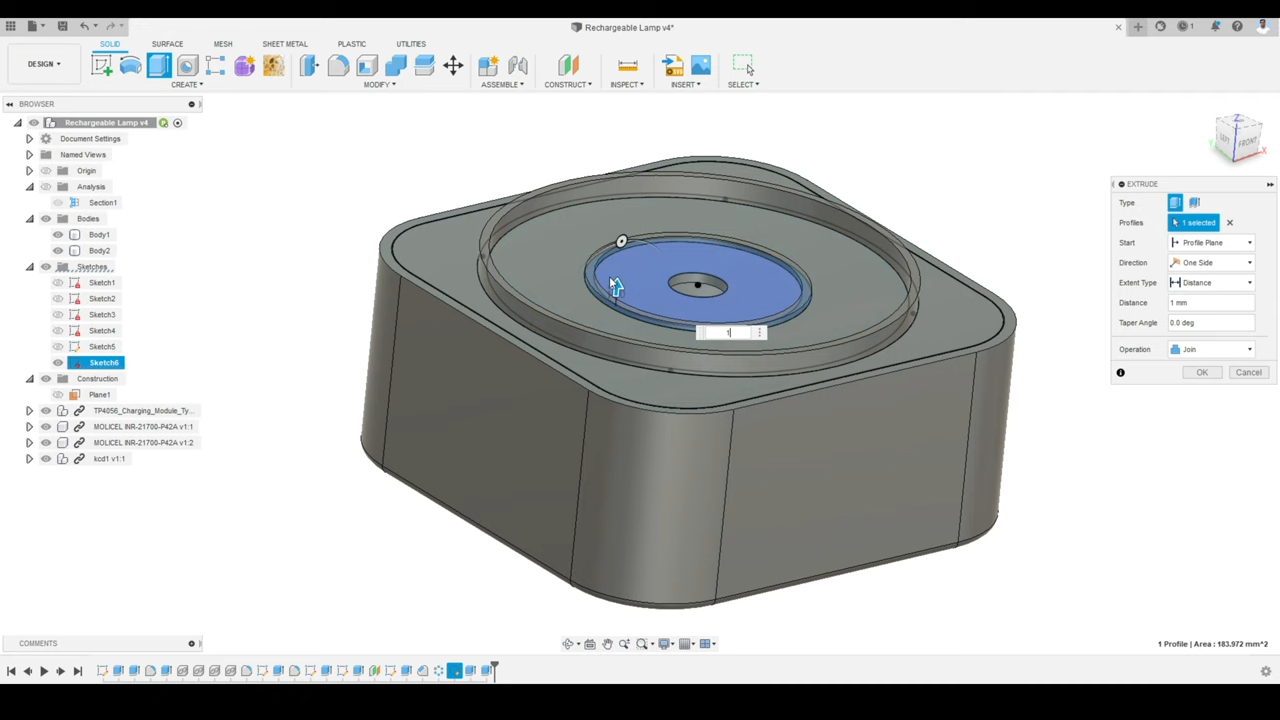 Rechargeable Lamp v4*
1
DESIGN
SOLID SURFACE MESH SHEET METAL PLASTIC UTILITIES
CREATE MODIFY ASSEMBLE CONSTRUCT INSPECT INSERT SELECT
BROWSER
Rechargeable Lamp v4
Document Settings
Named Views
Origin
Analysis
Section1
Bodies
Body1
Body2
Sketches
Sketch1
Sketch2
Sketch3
Sketch4
Sketch5
Sketch6
Construction
Plane1
TP4056_Charging_Module_Ty...
MOLICEL INR-21700-P42A v1:1
MOLICEL INR-21700-P42A v1:2
kcd1 v1:1
1
Z
LEFT FRONT
Y X
EXTRUDE
Type
Profiles 1 selected
Start Profile Plane
Direction One Side
Extent Type Distance
Distance 1 mm
Taper Angle 0.0 deg
Operation Join
OK Cancel
COMMENTS
1 Profile | Area : 183.972 mm^2